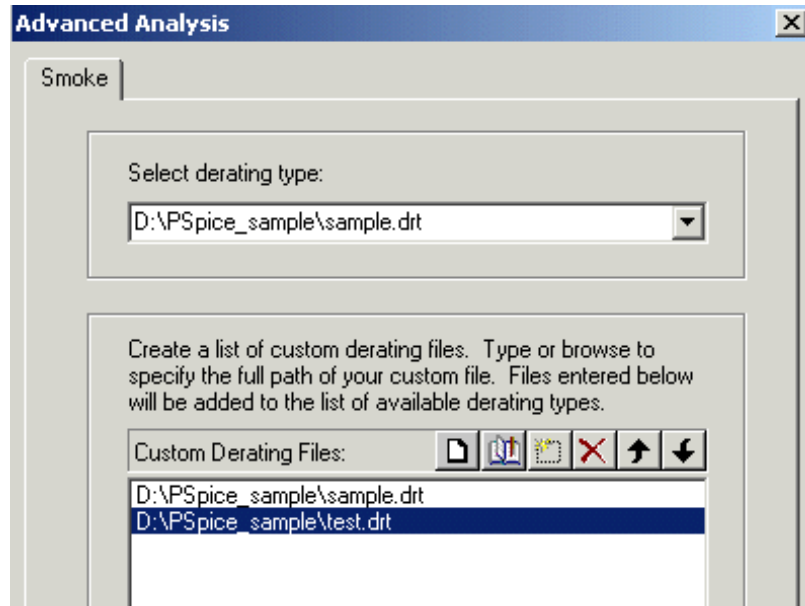 Advanced Analysis
Smoke
Select derating type:
D:\PSpice_sample\sample.drt
Create a list of custom derating files. Type or browse to
specify the full path of your custom file. Files entered below
will be added to the list of available derating types.
Custom Derating Files:
D:\PSpice_sample\sample.drt
D:\PSpice_sample\test.drt